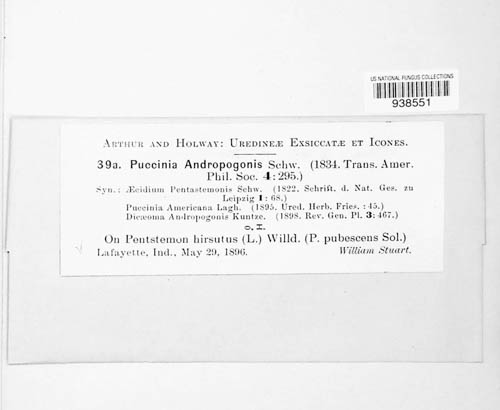 US NATIONAL FUNGUS COLLECTIONS
938551
ARTHUR AND HOLWAY: UREDINEÆ EXSICCATÆ ET ICONES.
39a. Puccinia Andropogonis Schw. (1834. Trans. Amer.
Phil. Soc. 4: 295.)
Syn.: Æcidium Pentastemonis Schw. (1822. Schrift. d. Nat. Ges. zu
Leipzig 1: 68.)
Puccinia Americana Lagh. (1895. Ured. Herb. Fries. : 45.)
Dicæoma Andropogonis Kuntze. (1898. Rev. Gen. Pl. 3: 467.)
O. I.
On Pentstemon hirsutus (L.) Willd. (P. pubescens Sol.)
Lafayette, Ind., May 29, 1896. William Stuart.